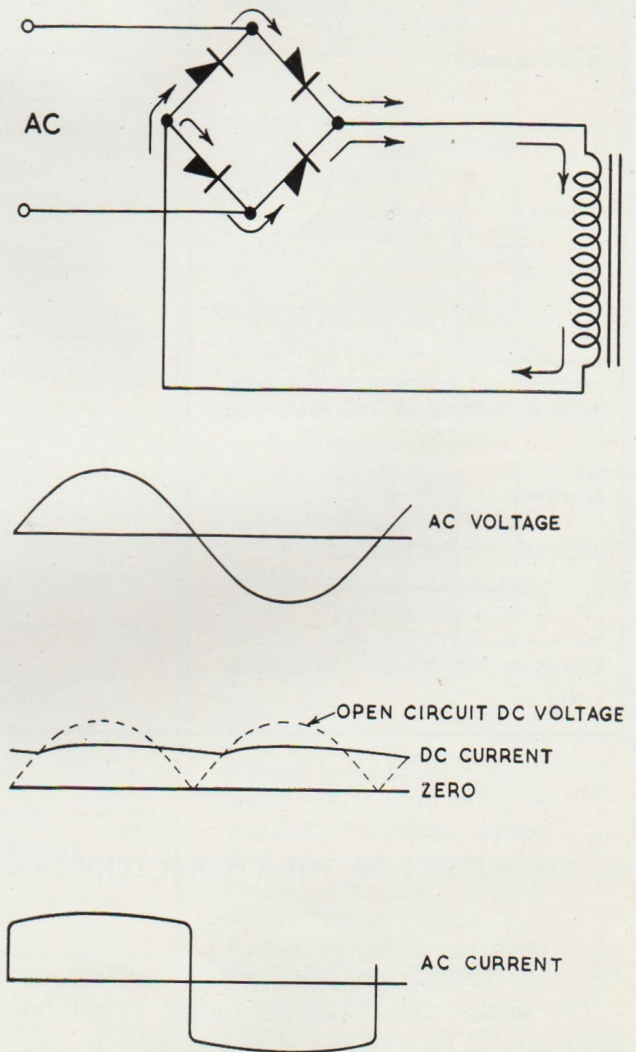 AC
AC VOLTAGE
OPEN CIRCUIT DC VOLTAGE
DC CURRENT
ZERO
AC CURRENT